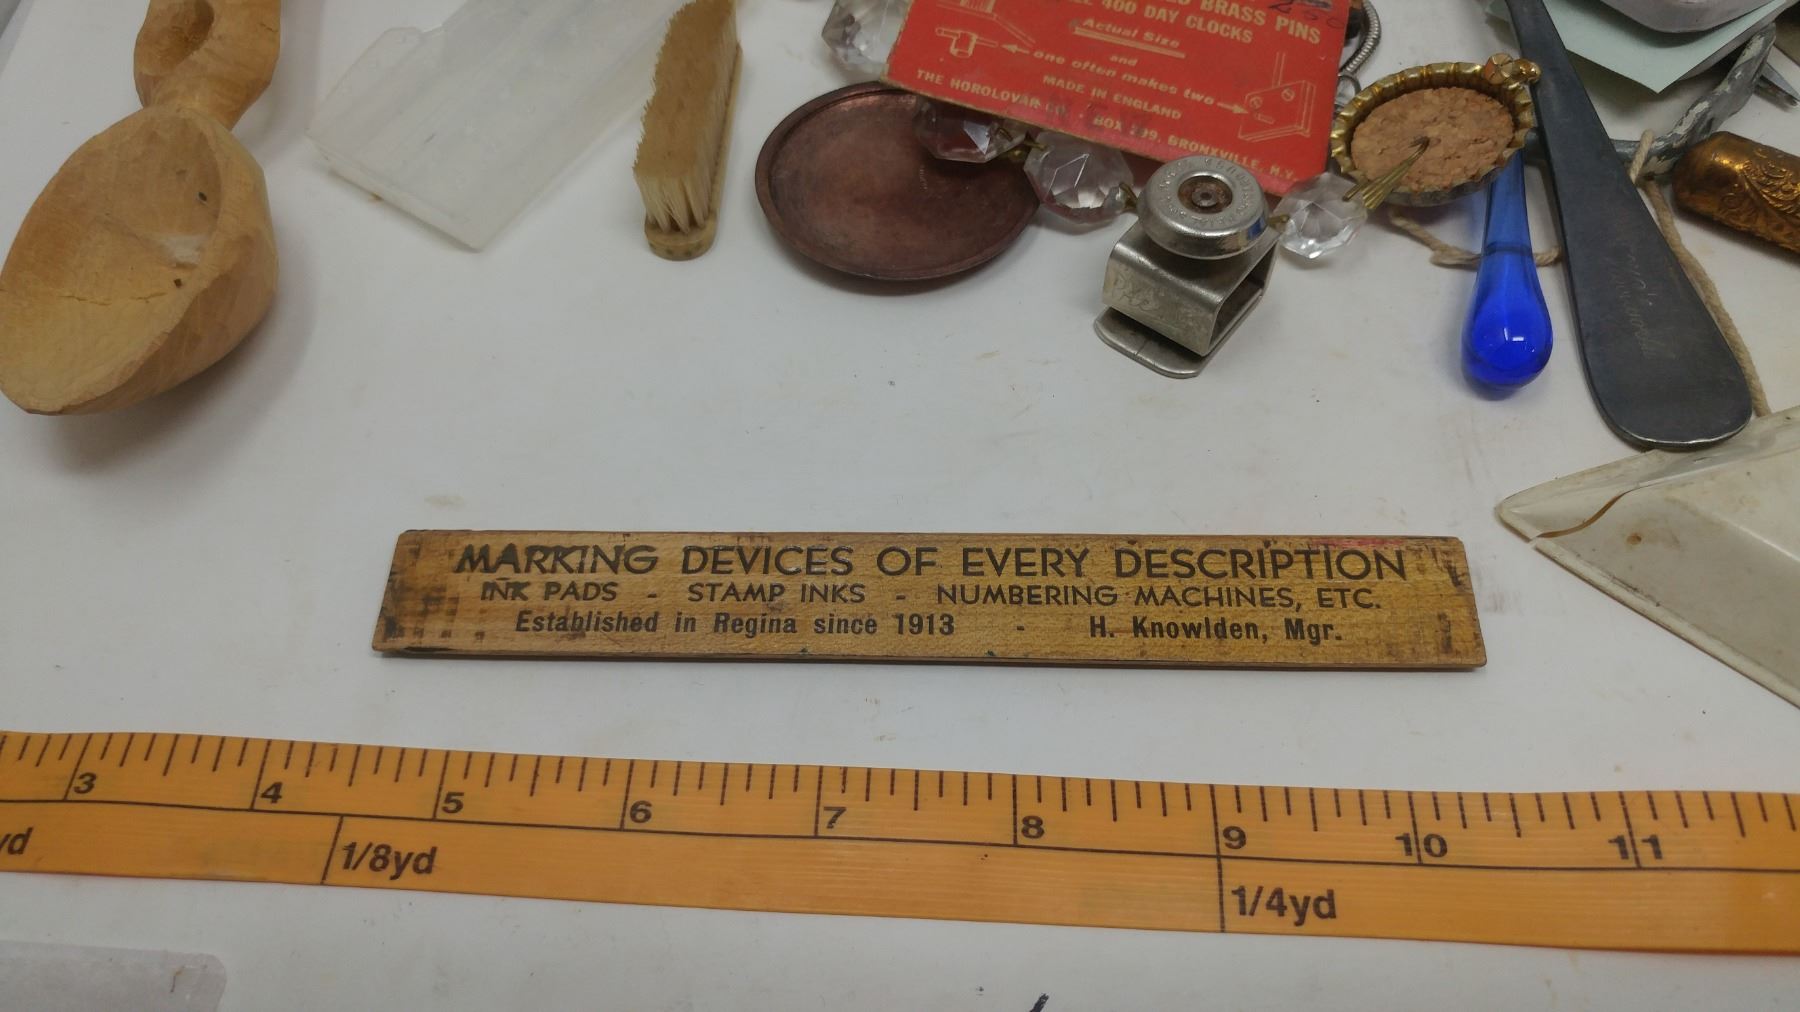 BRASS PINS
400 DAY CLOCKS
Actual Size
and
one often makes two
MADE IN ENGLAND
THE HOROLOVAR CO. - BOX 299, BRONXVILLE, N.Y.
MARKING DEVICES OF EVERY DESCRIPTION
INK PADS - STAMP INKS - NUMBERING MACHINES, ETC.
Established in Regina since 1913 - H. Knowlden, Mgr.
3 4 5 6 7 8 9 10 11
yd 1/8yd 1/4yd